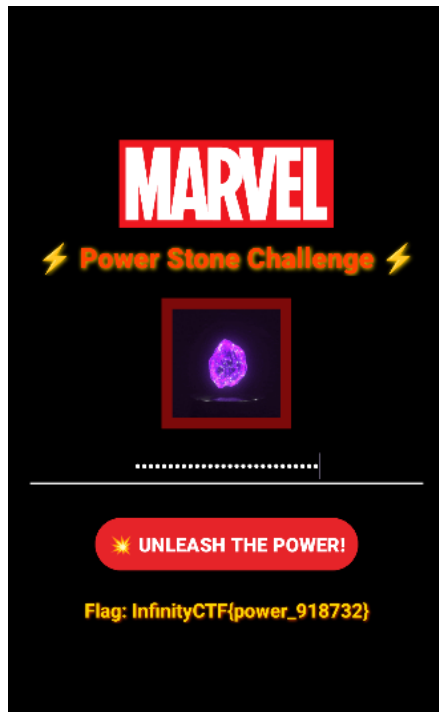 MARVEL
⚡ Power Stone Challenge ⚡
💥 UNLEASH THE POWER!
Flag: InfinityCTF{power_918732}